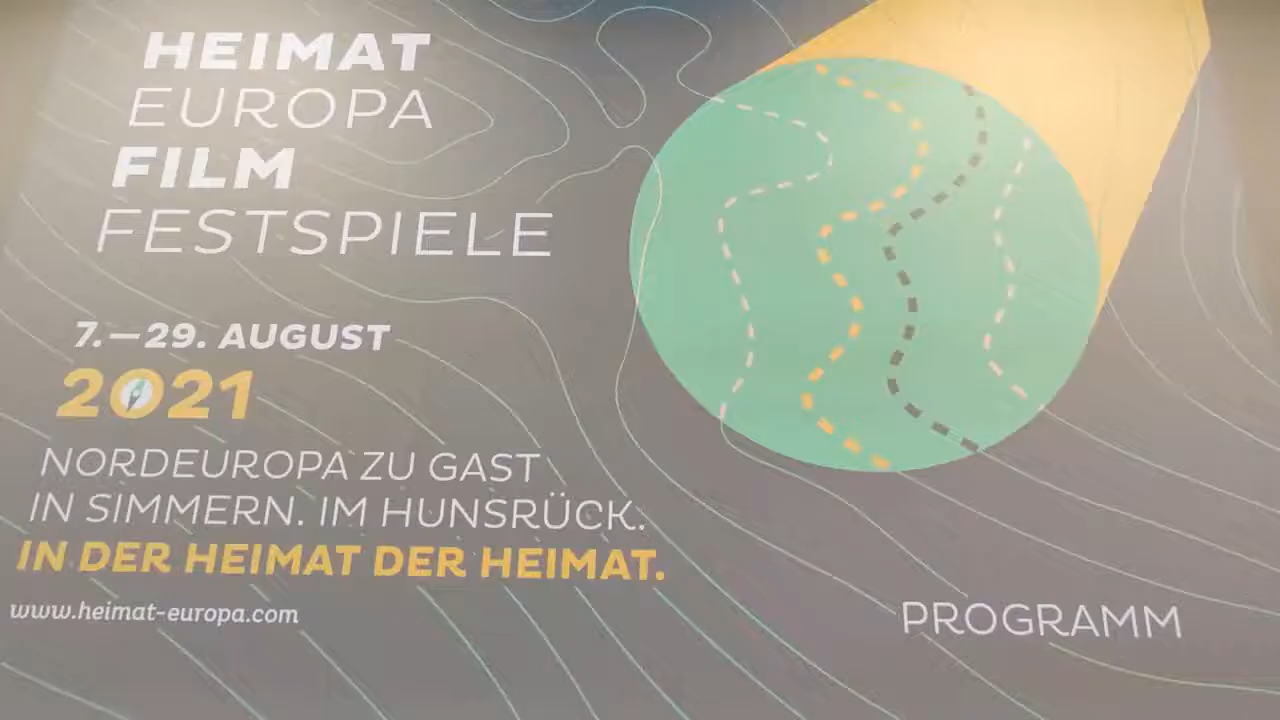 HEIMAT
EUROPA
FILM
FESTSPIELE
7.—29. AUGUST
2021
NORDEUROPA ZU GAST
IN SIMMERN. IM HUNSRÜCK.
IN DER HEIMAT DER HEIMAT.
www.heimat-europa.com
PROGRAMM